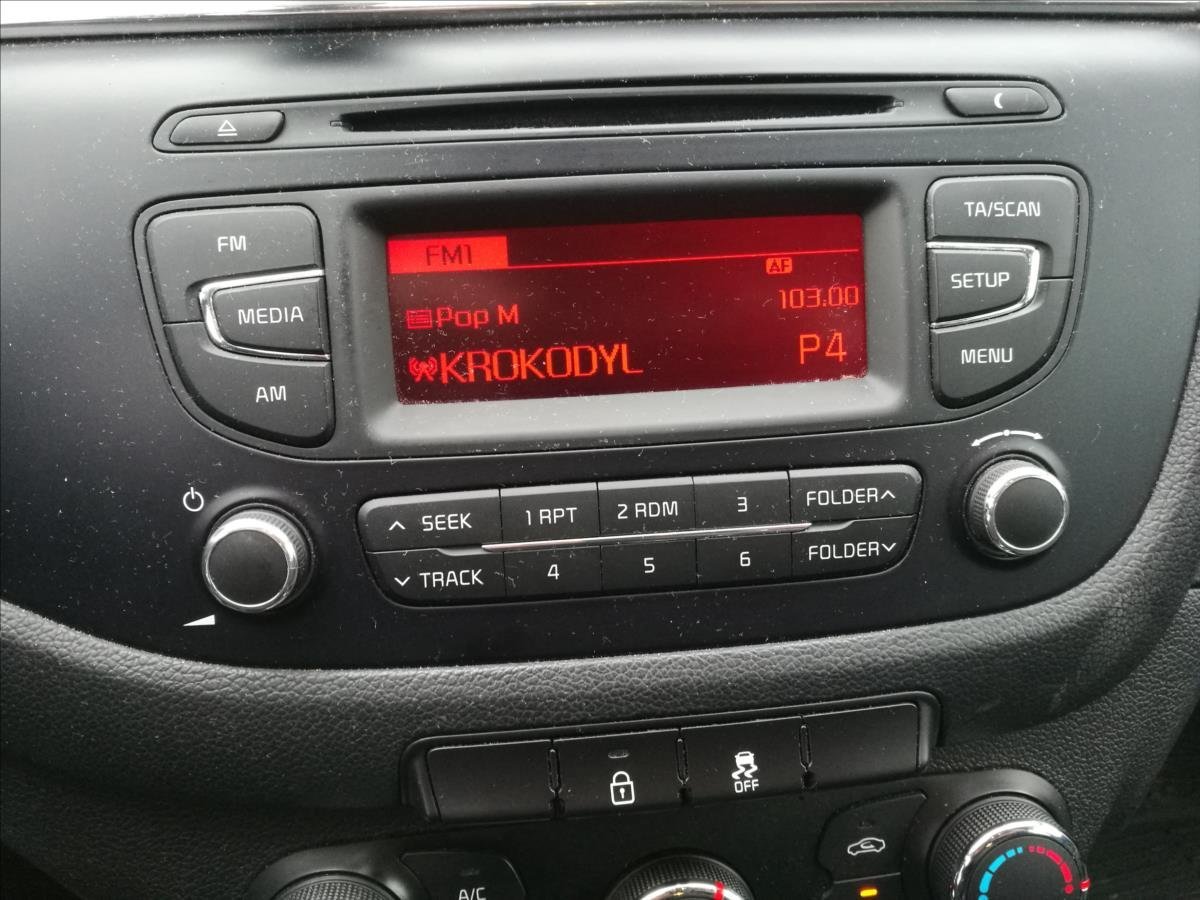 FM
MEDIA
AM
FM1
AF
103.00
Pop M
KROKODYL
P4
TA/SCAN
SETUP
MENU
SEEK
TRACK
1 RPT
2 RDM
3
4
5
6
FOLDER
FOLDER
OFF
A/C